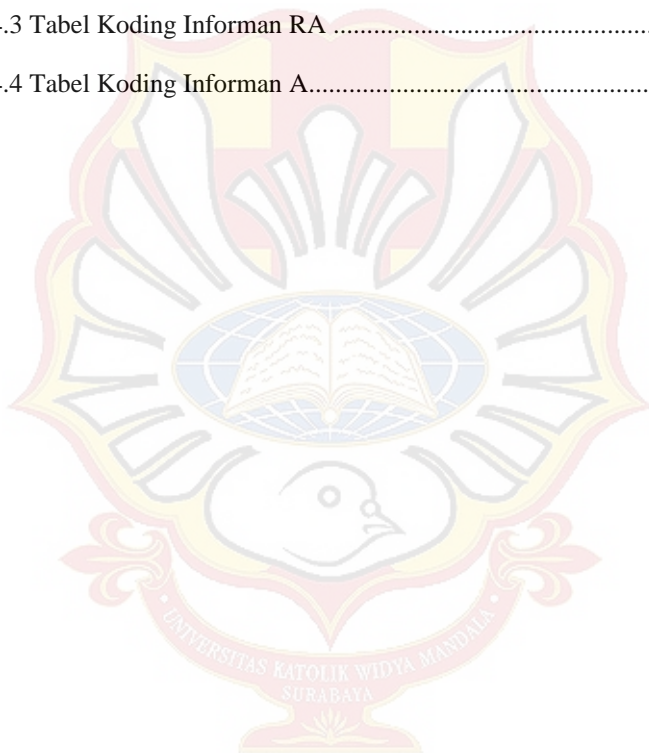 .3 Tabel Koding Informan RA ................................................
.4 Tabel Koding Informan A...................................................
UNIVERSITAS KATOLIK WIDYA MANDALA
SURABAYA